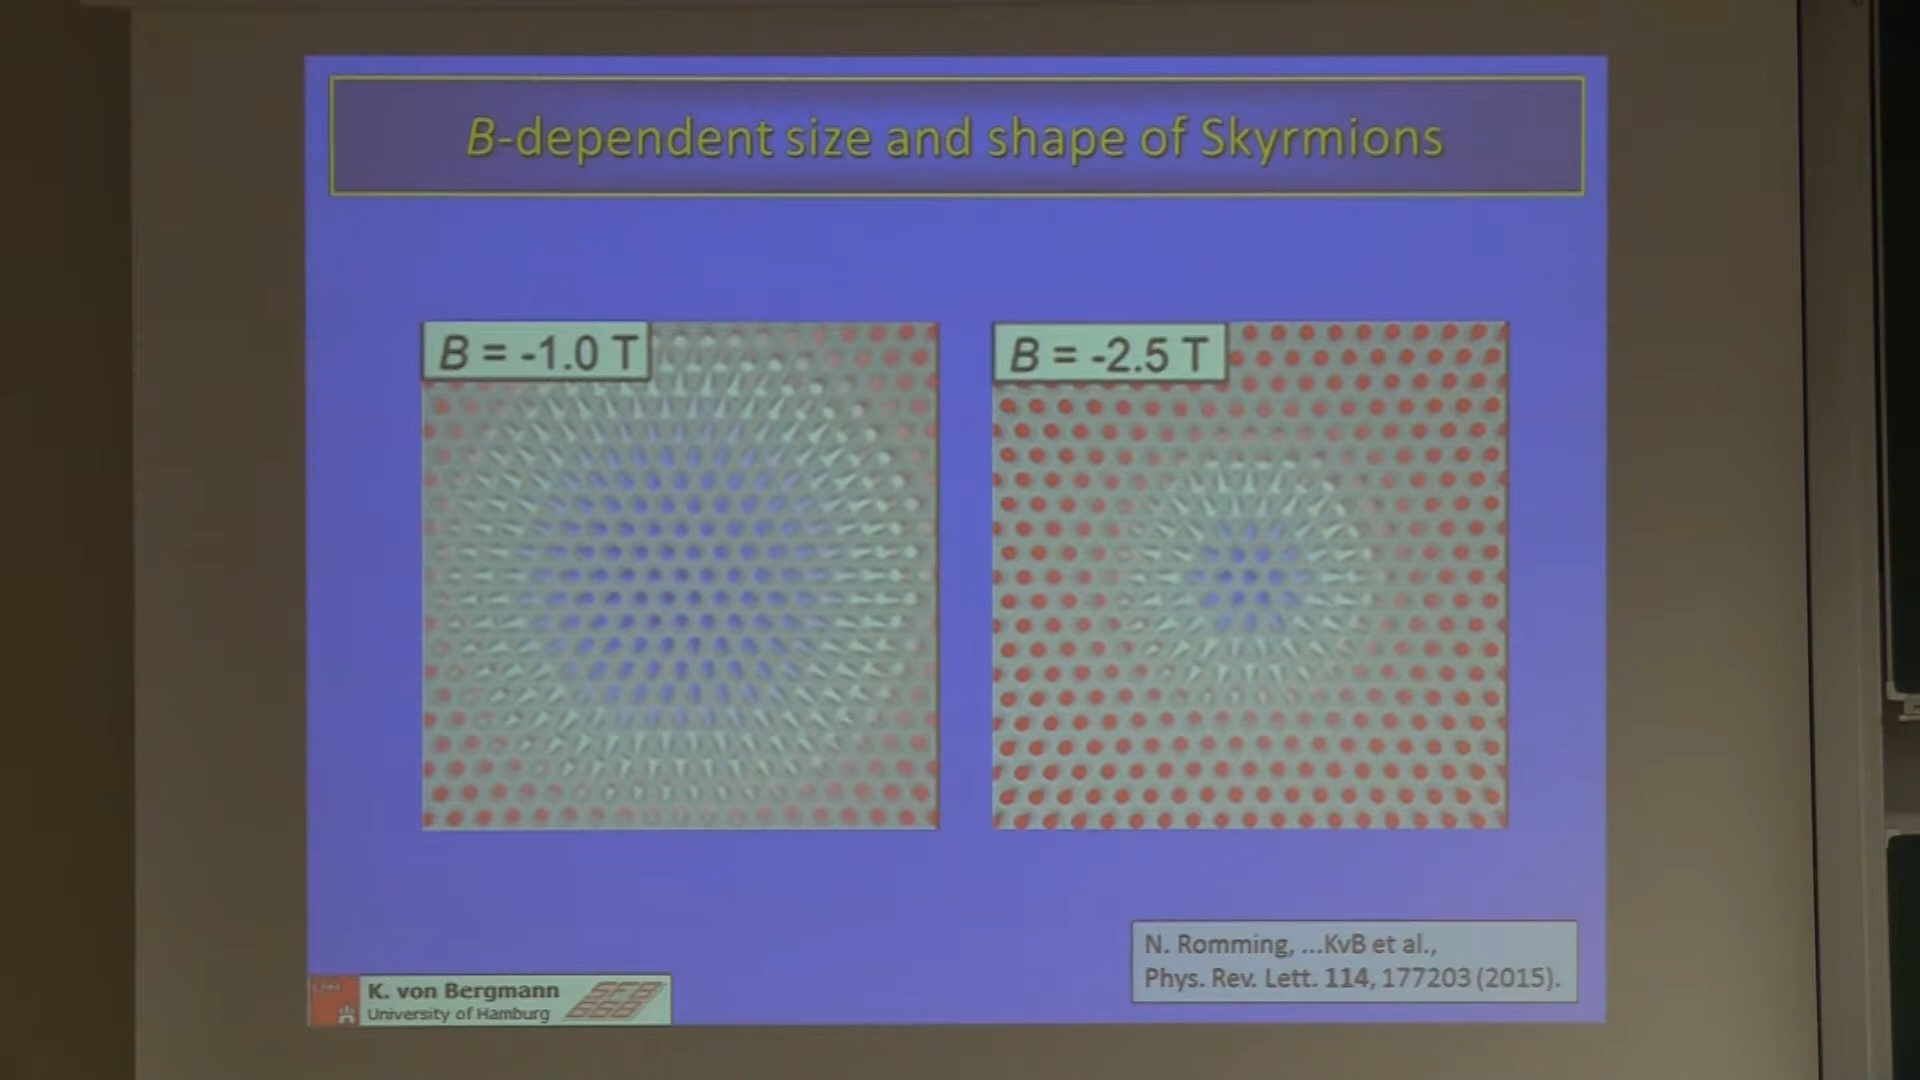 B-dependent size and shape of Skyrmions
B = -1.0 T
B = -2.5 T
N. Romming, ...KvB et al.,
Phys. Rev. Lett. 114, 177203 (2015).
K. von Bergmann
University of Hamburg